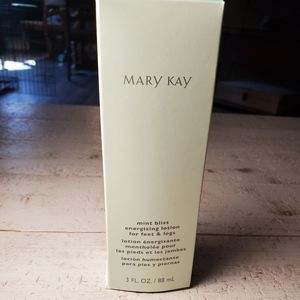 MARY KAY
mint bliss
energizing lotion
for feet & legs
lotion énergisante
mentholée pour
les pieds et les jambes
loción humectante
para pies y piernas
3 FL. OZ. / 88 mL